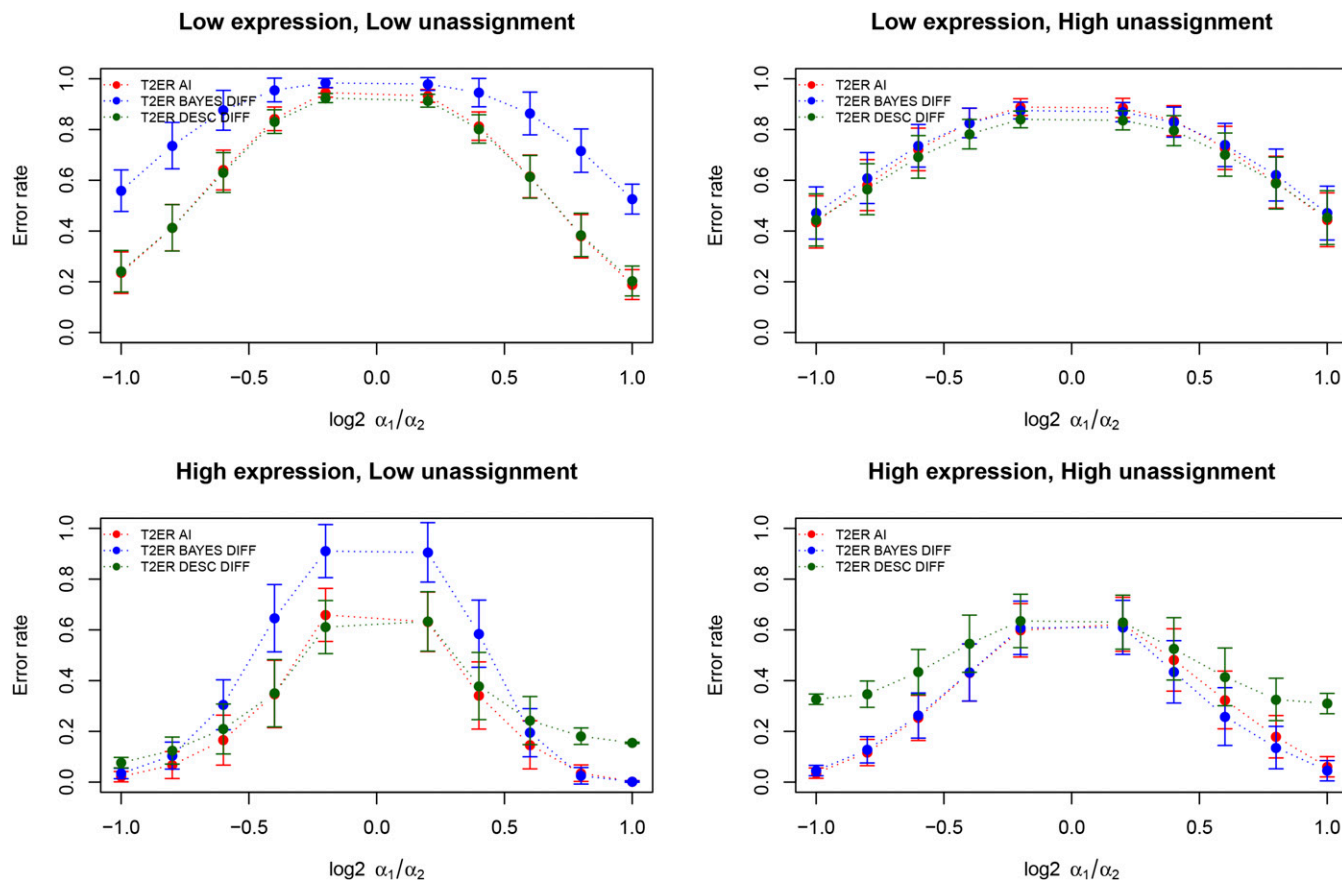 Low expression, Low unassignment
T2ER AI
T2ER BAYES DIFF
T2ER DESC DIFF
Error rate
1.0
0.8
0.6
0.4
0.2
0.0
−1.0 −0.5 0.0 0.5 1.0
log2 α1/α2
Low expression, High unassignment
T2ER AI
T2ER BAYES DIFF
T2ER DESC DIFF
Error rate
1.0
0.8
0.6
0.4
0.2
0.0
−1.0 −0.5 0.0 0.5 1.0
log2 α1/α2
High expression, Low unassignment
T2ER AI
T2ER BAYES DIFF
T2ER DESC DIFF
Error rate
1.0
0.8
0.6
0.4
0.2
0.0
−1.0 −0.5 0.0 0.5 1.0
log2 α1/α2
High expression, High unassignment
T2ER AI
T2ER BAYES DIFF
T2ER DESC DIFF
Error rate
1.0
0.8
0.6
0.4
0.2
0.0
−1.0 −0.5 0.0 0.5 1.0
log2 α1/α2